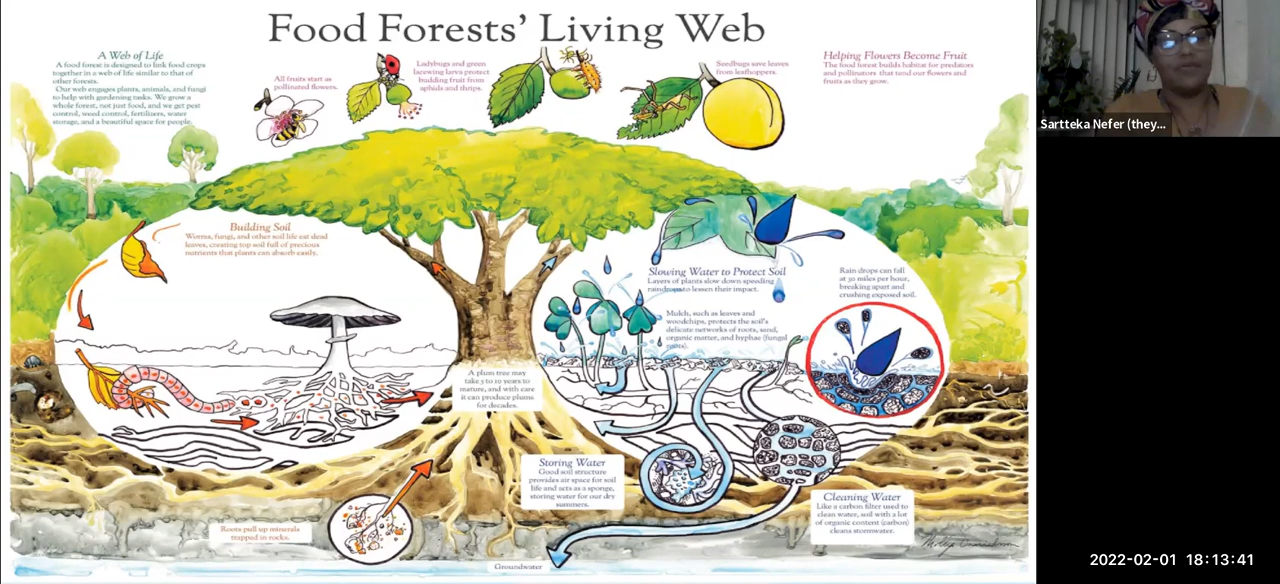 Food Forests' Living Web
A Web of Life
A food forest is designed to link food crops
together in a web of life similar to that of
other forests.
Our web engages plants, animals, and fungi
to help with gardening tasks. We grow a
whole forest, not just food, and we get pest
control, weed control, fertilizers, water
storage, and a beautiful space for people.
All fruits start as
pollinated flowers.
Ladybugs and green
lacewing larva protect
budding fruit from
aphids and thrips.
Seedbugs save leaves
from leafhoppers.
Helping Flowers Become Fruit
The food forest builds habitat for predators
and pollinators that tend our flowers and
fruits as they grow.
Sartteka Nefer (they...
Building Soil
Worms, fungi, and other soil life eat dead
leaves, creating top soil full of precious
nutrients that plants can absorb easily.
Slowing Water to Protect Soil
Layers of plants slow down speeding
raindrops to lessen their impact.
Mulch, such as leaves and
woodchips, protects the soil's
delicate networks of roots, sand,
organic matter, and hyphae (fungal
roots).
Rain drops can fall
at 30 miles per hour,
breaking apart and
crushing exposed soil.
A plum tree may
take 3 to 10 years to
mature, and with care
it can produce plums
for decades.
Storing Water
Good soil structure
provides air space for soil
life and acts as a sponge,
storing water for our dry
summers.
Cleaning Water
Like a carbon filter used to
clean water, soil with a lot
of organic content (carbon)
cleans stormwater.
Roots pull up minerals
trapped in rocks.
Groundwater
2022-02-01 18:13:41